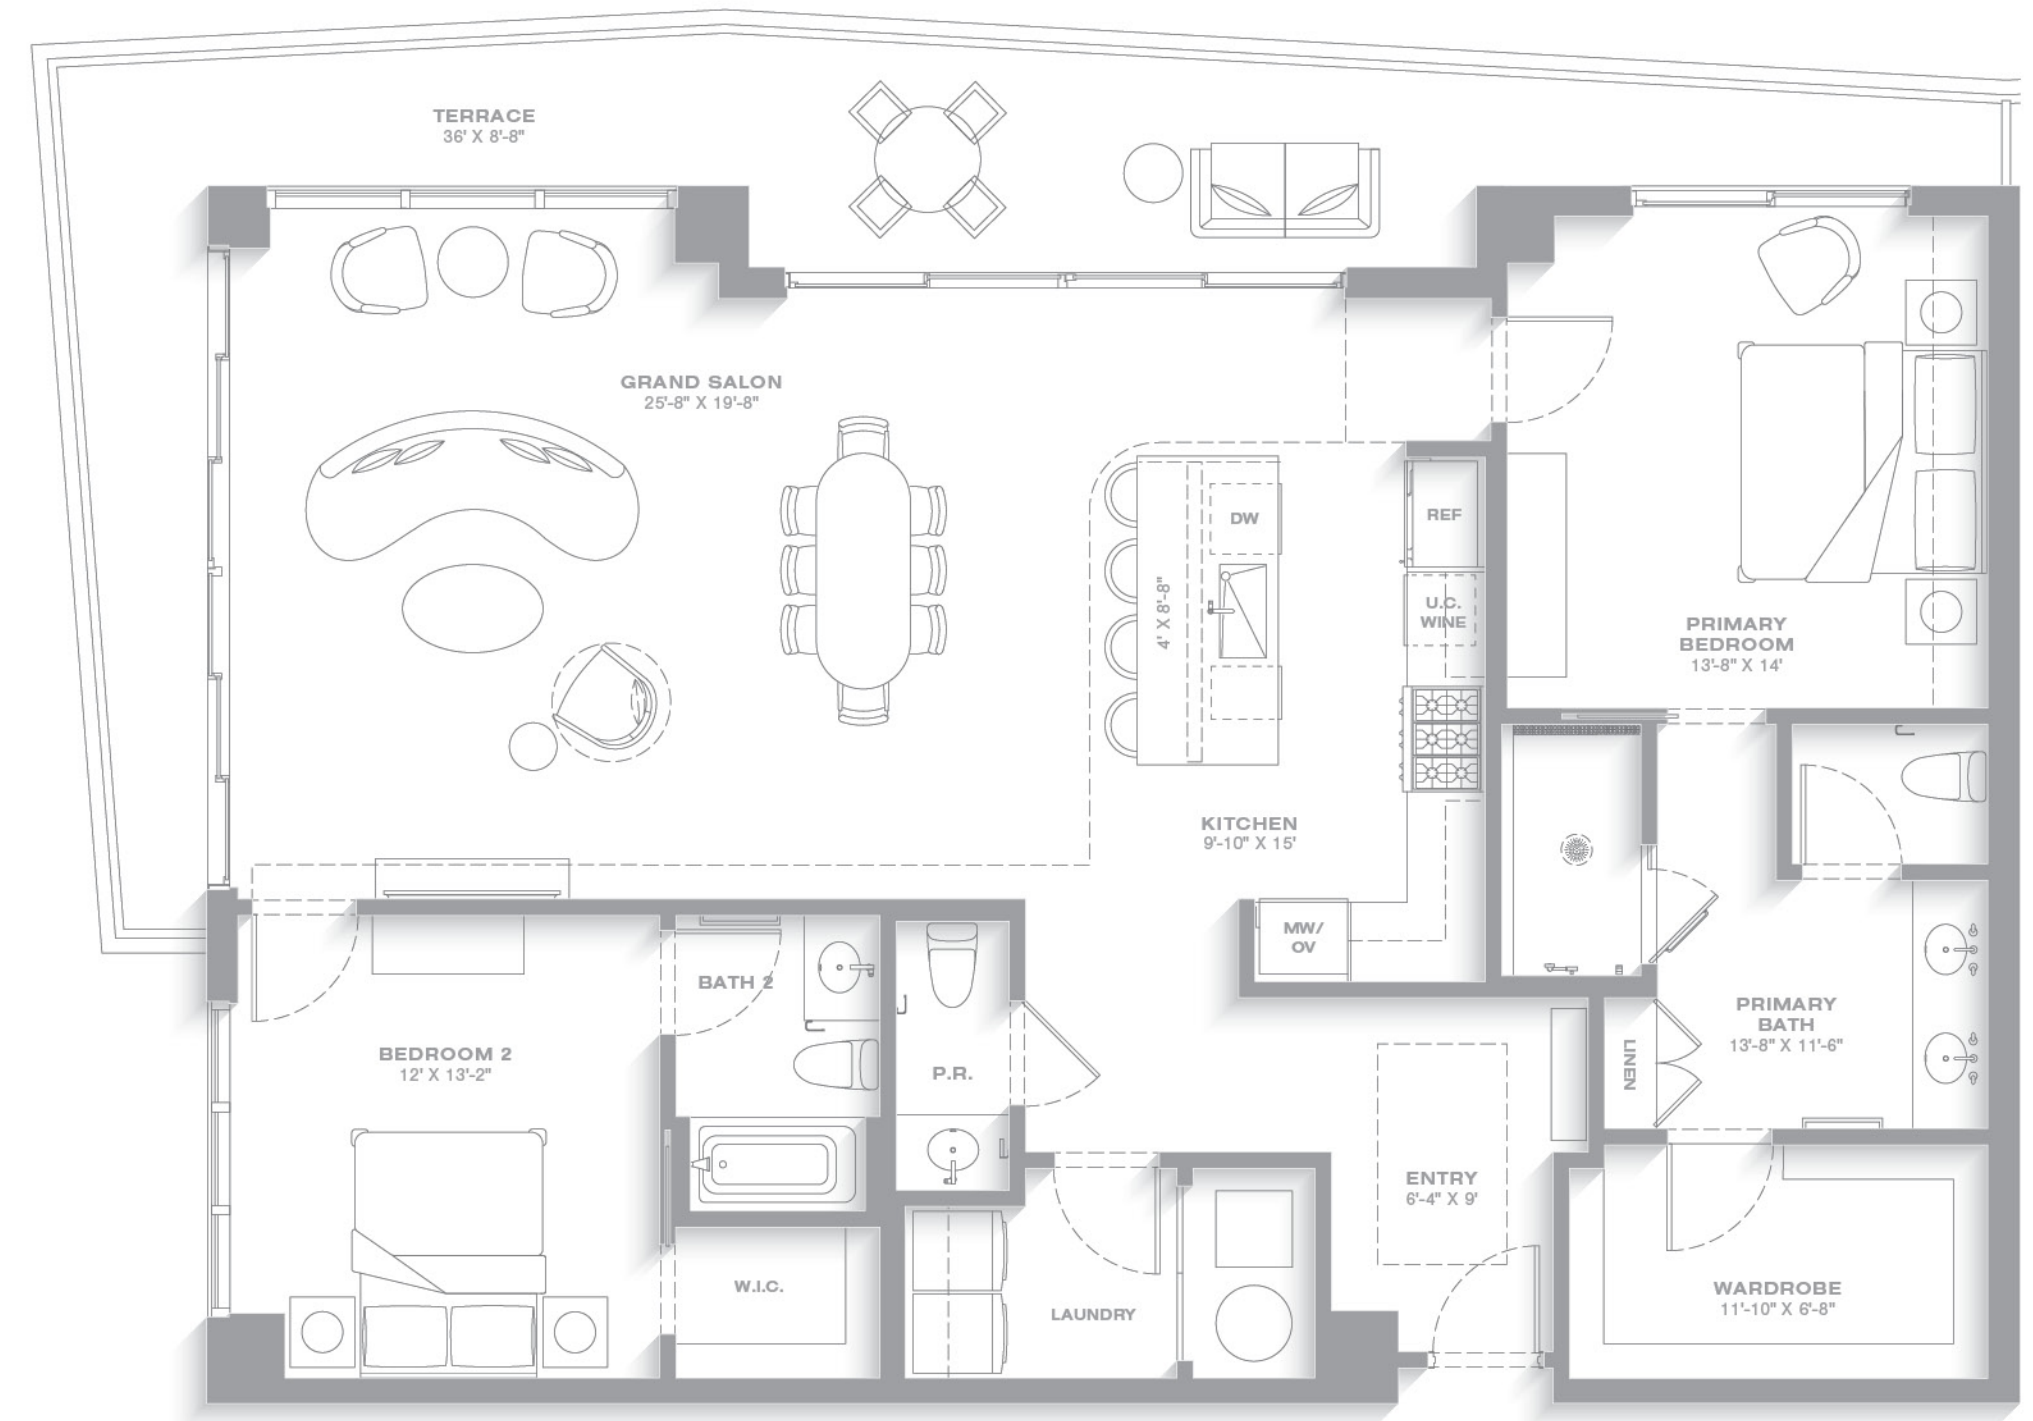 TERRACE
36' X 8'-8"
GRAND SALON
25'-8" X 19'-8"
DW
REF
4' X 8'-8"
U.C.
WINE
PRIMARY
BEDROOM
13'-8" X 14'
KITCHEN
9'-10" X 15'
MW/
OV
BATH 2
PRIMARY
BATH
13'-8" X 11'-6"
LINEN
BEDROOM 2
12' X 13'-2"
P.R.
ENTRY
6'-4" X 9'
W.I.C.
LAUNDRY
WARDROBE
11'-10" X 6'-8"